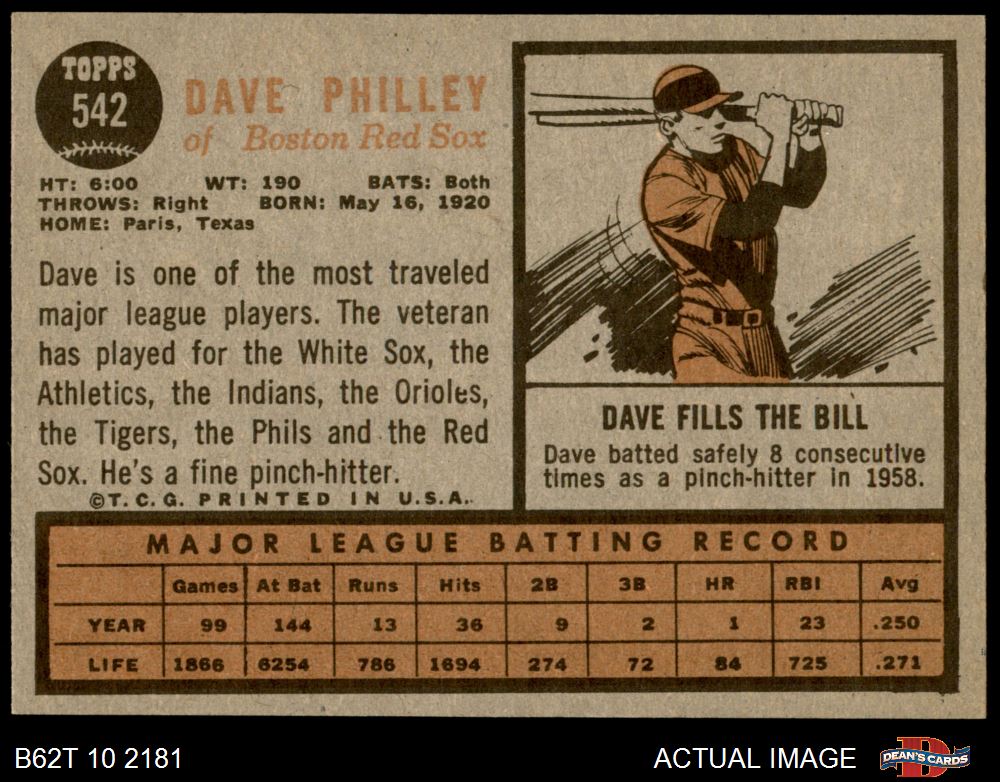 TOPPS
542
DAVE PHILLEY
of Boston Red Sox
HT: 6:00 WT: 190 BATS: Both
THROWS: Right BORN: May 16, 1920
HOME: Paris, Texas
Dave is one of the most traveled
major league players. The veteran
has played for the White Sox, the
Athletics, the Indians, the Orioles,
the Tigers, the Phils and the Red
Sox. He's a fine pinch-hitter.
©T.C.G. PRINTED IN U.S.A.
DAVE FILLS THE BILL
Dave batted safely 8 consecutive
times as a pinch-hitter in 1958.
MAJOR LEAGUE BATTING RECORD
Games At Bat Runs Hits 2B 3B HR RBI Avg
YEAR 99 144 13 36 9 2 1 23 .250
LIFE 1866 6254 786 1694 274 72 84 725 .271
B62T 10 2181 ACTUAL IMAGE DEAN'S CARDS